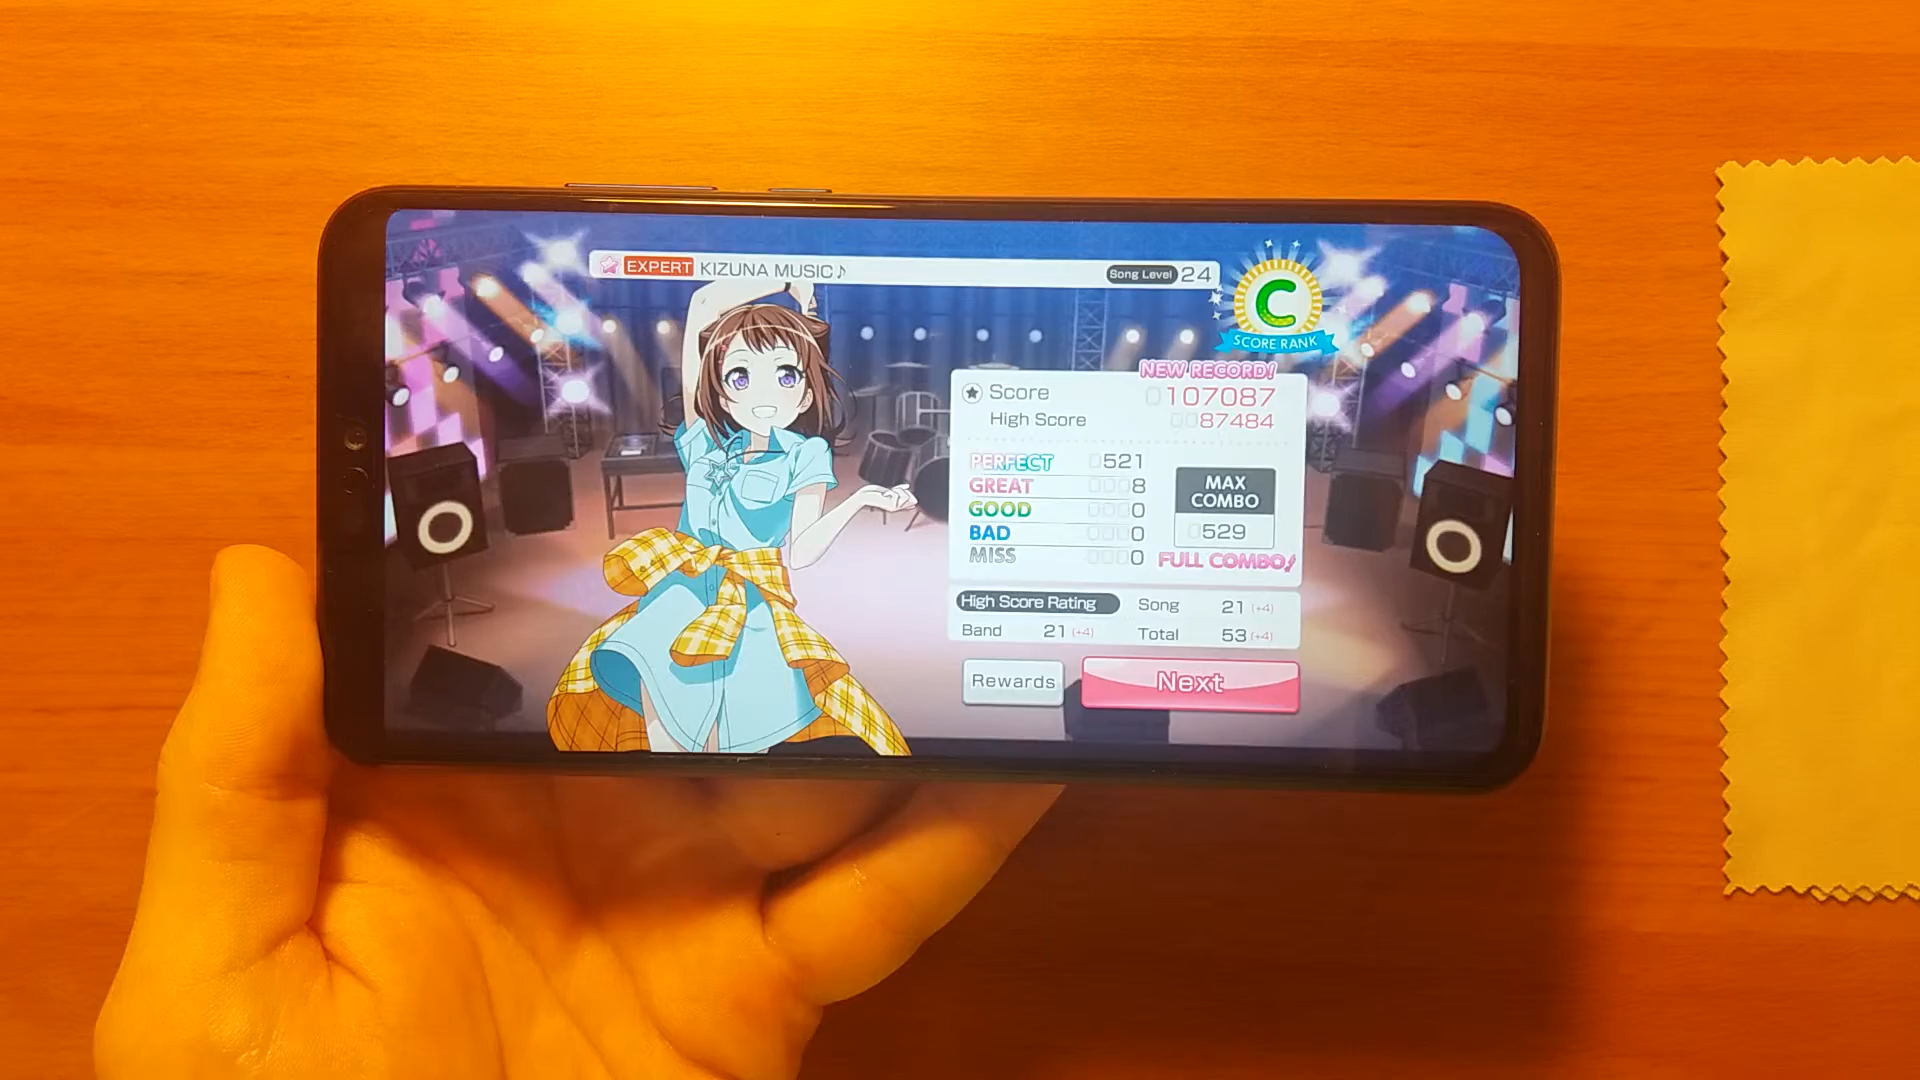 EXPERT KIZUNA MUSIC♪ Song Level 24
C
SCORE RANK
NEW RECORD!
Score 0107087
High Score 0087484
PERFECT 0521
GREAT 0008
GOOD 0000
BAD 0000
MISS 0000
MAX
COMBO
0529
FULL COMBO!
High Score Rating Song 21 (+4)
Band 21 (+4) Total 53 (+4)
Rewards Next